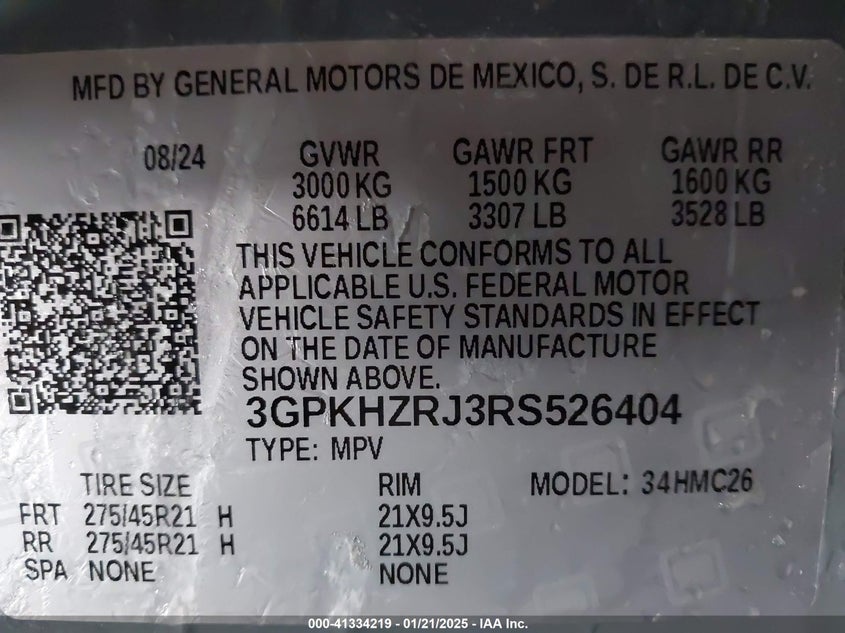 MFD BY GENERAL MOTORS DE MEXICO, S. DE R.L. DE C.V.
08/24 GVWR GAWR FRT GAWR RR
3000 KG 1500 KG 1600 KG
6614 LB 3307 LB 3528 LB
THIS VEHICLE CONFORMS TO ALL
APPLICABLE U.S. FEDERAL MOTOR
VEHICLE SAFETY STANDARDS IN EFFECT
ON THE DATE OF MANUFACTURE
SHOWN ABOVE.
3GPKHZRJ3RS526404
TYPE: MPV
TIRE SIZE RIM MODEL: 34HMC26
FRT 275/45R21 H 21X9.5J
RR 275/45R21 H 21X9.5J
SPA NONE NONE
000-41334219 - 01/21/2025 - IAA Inc.